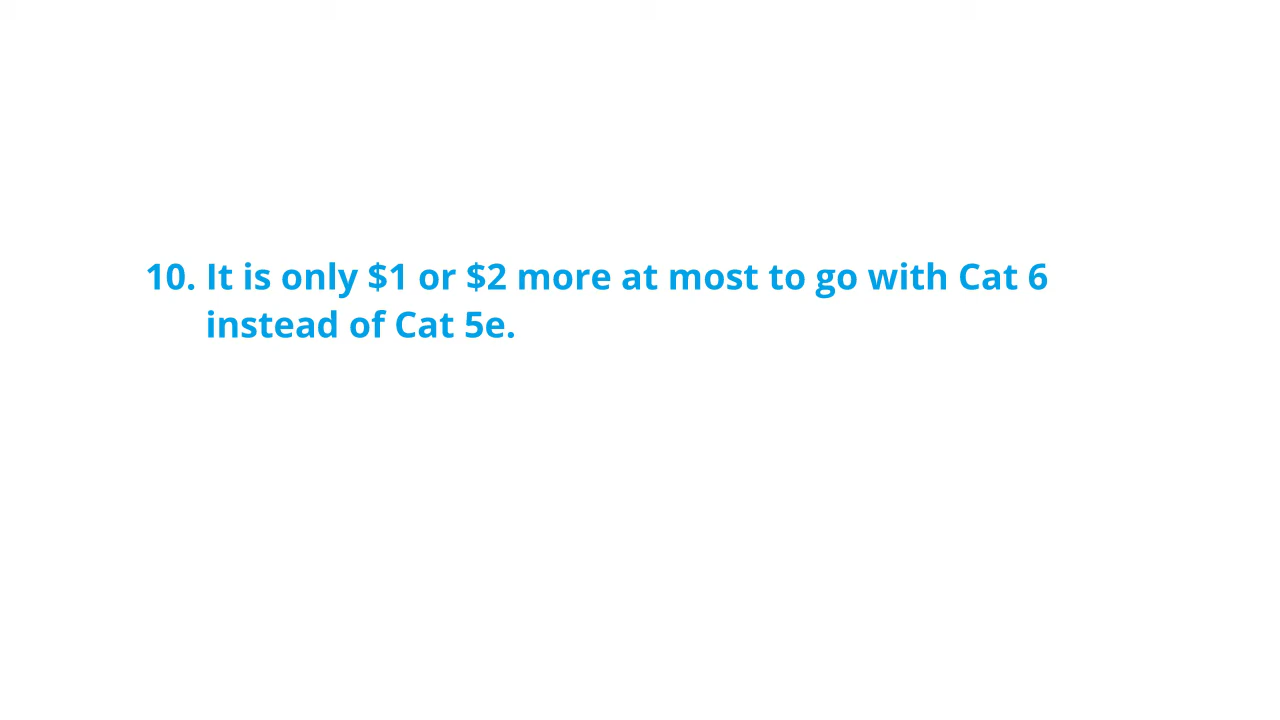 10. It is only $1 or $2 more at most to go with Cat 6
instead of Cat 5e.